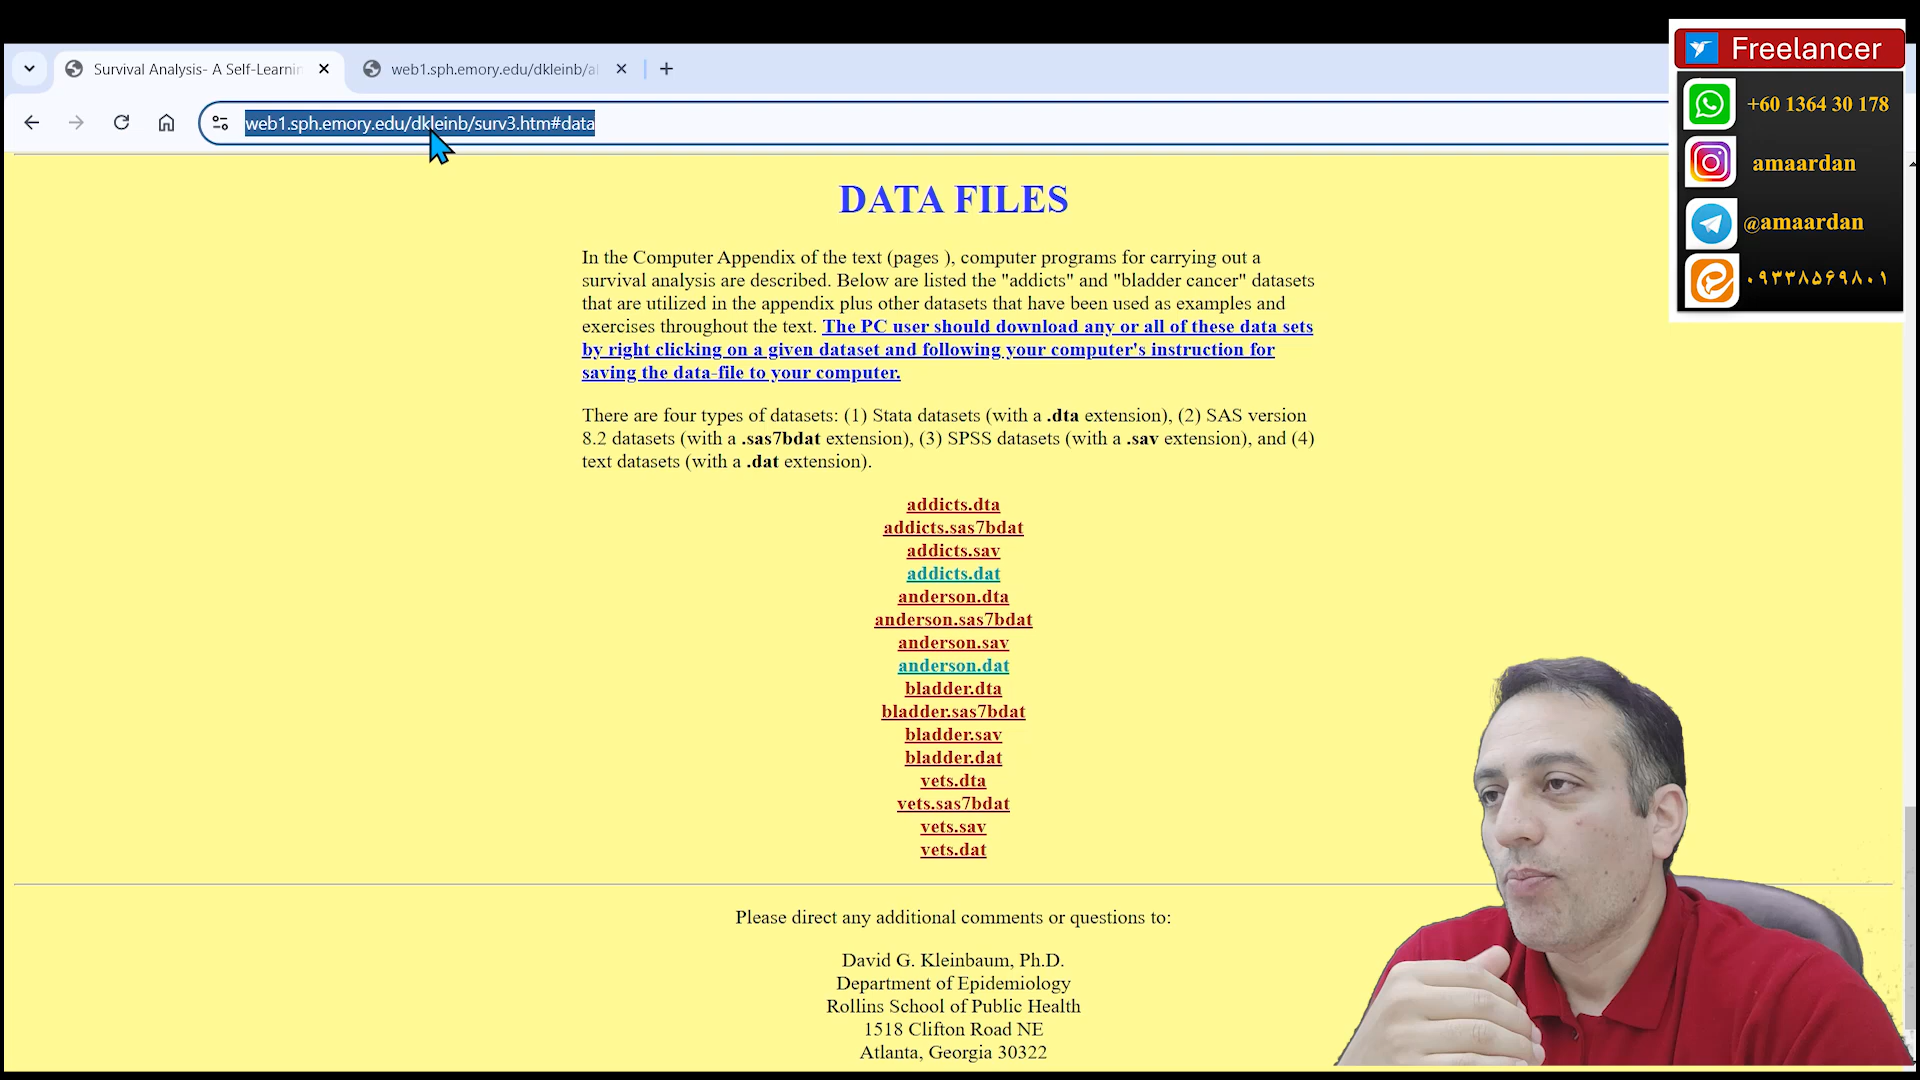 Survival Analysis- A Self-Learnin
web1.sph.emory.edu/dkleinb/al
web1.sph.emory.edu/dkleinb/surv3.htm#data
Freelancer
+60 1364 30 178
amaardan
@amaardan
۰۹۳۳۸۵۶۹۸۰۱
DATA FILES
In the Computer Appendix of the text (pages ), computer programs for carrying out a
survival analysis are described. Below are listed the "addicts" and "bladder cancer" datasets
that are utilized in the appendix plus other datasets that have been used as examples and
exercises throughout the text. The PC user should download any or all of these data sets
by right clicking on a given dataset and following your computer's instruction for
saving the data-file to your computer.
There are four types of datasets: (1) Stata datasets (with a .dta extension), (2) SAS version
8.2 datasets (with a .sas7bdat extension), (3) SPSS datasets (with a .sav extension), and (4)
text datasets (with a .dat extension).
addicts.dta
addicts.sas7bdat
addicts.sav
addicts.dat
anderson.dta
anderson.sas7bdat
anderson.sav
anderson.dat
bladder.dta
bladder.sas7bdat
bladder.sav
bladder.dat
vets.dta
vets.sas7bdat
vets.sav
vets.dat
Please direct any additional comments or questions to:
David G. Kleinbaum, Ph.D.
Department of Epidemiology
Rollins School of Public Health
1518 Clifton Road NE
Atlanta, Georgia 30322